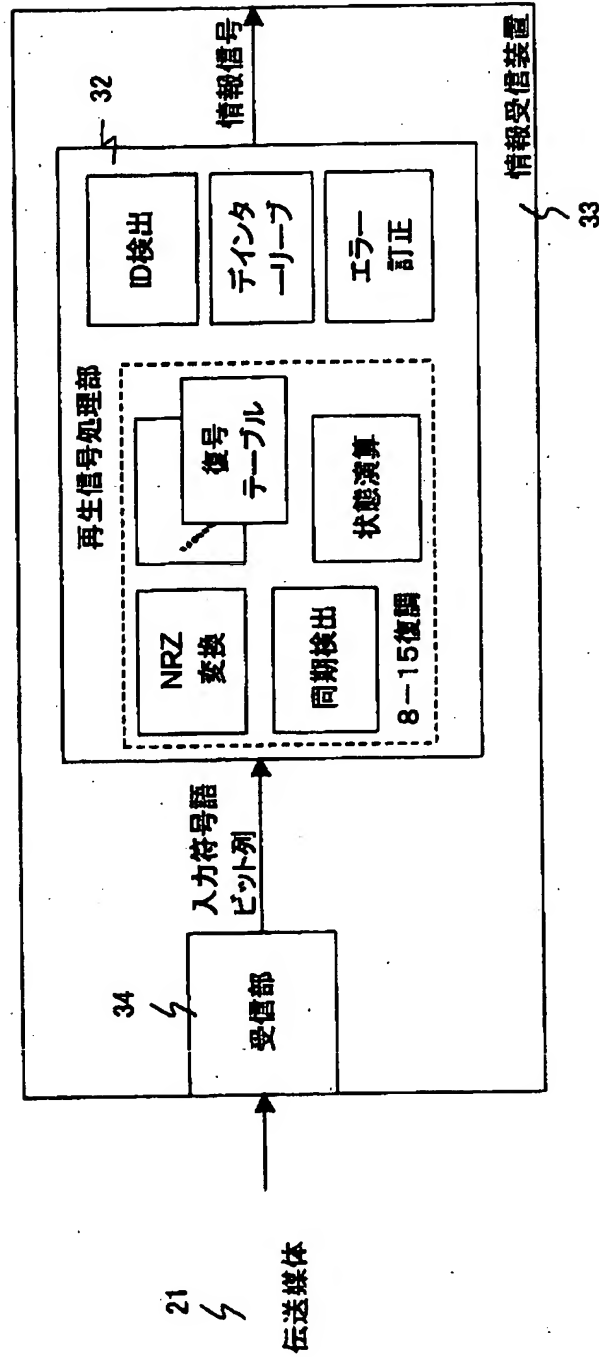 21
伝送媒体
34
受信部
入力符号語
ビット列
再生信号処理部
32
NRZ
変換
復号
テーブル
同期検出
状態演算
8-15復調
ID検出
デインタ
ーリーブ
エラー
訂正
情報信号
情報受信装置
33